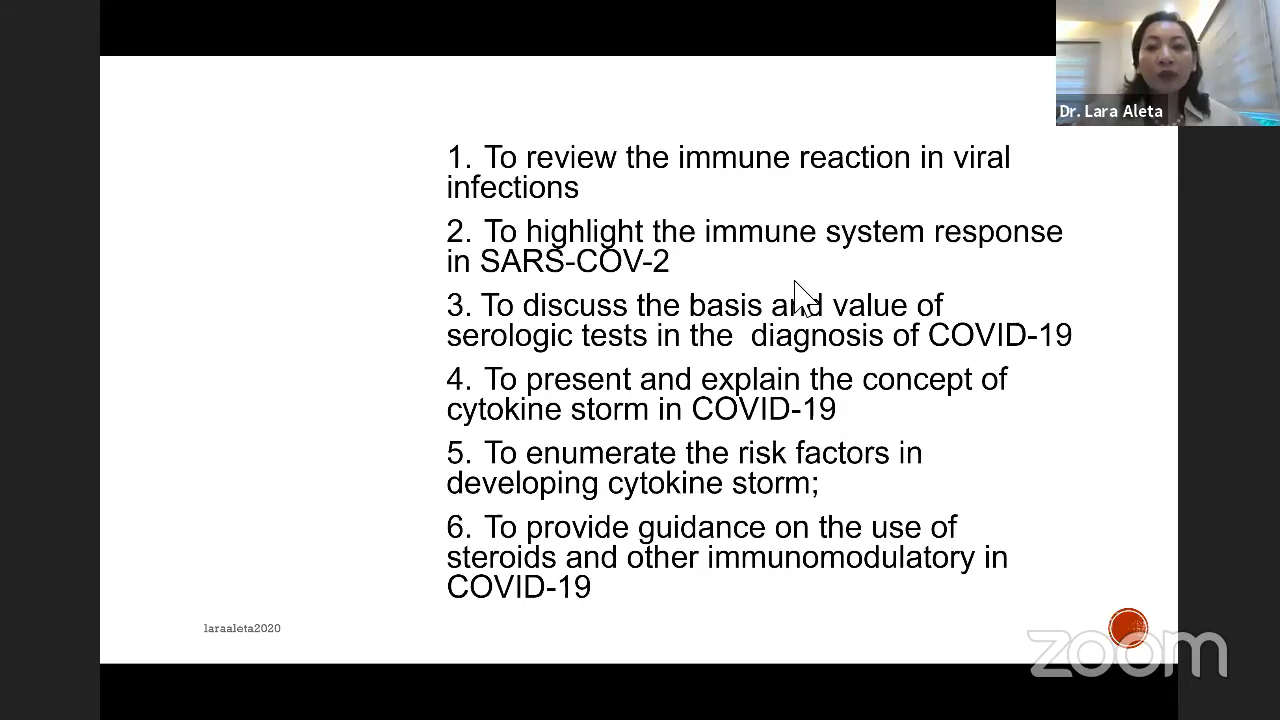 Dr. Lara Aleta
1. To review the immune reaction in viral
infections
2. To highlight the immune system response
in SARS-COV-2
3. To discuss the basis and value of
serologic tests in the  diagnosis of COVID-19
4. To present and explain the concept of
cytokine storm in COVID-19
5. To enumerate the risk factors in
developing cytokine storm;
6. To provide guidance on the use of
steroids and other immunomodulatory in
COVID-19
laraaleta2020
zoom